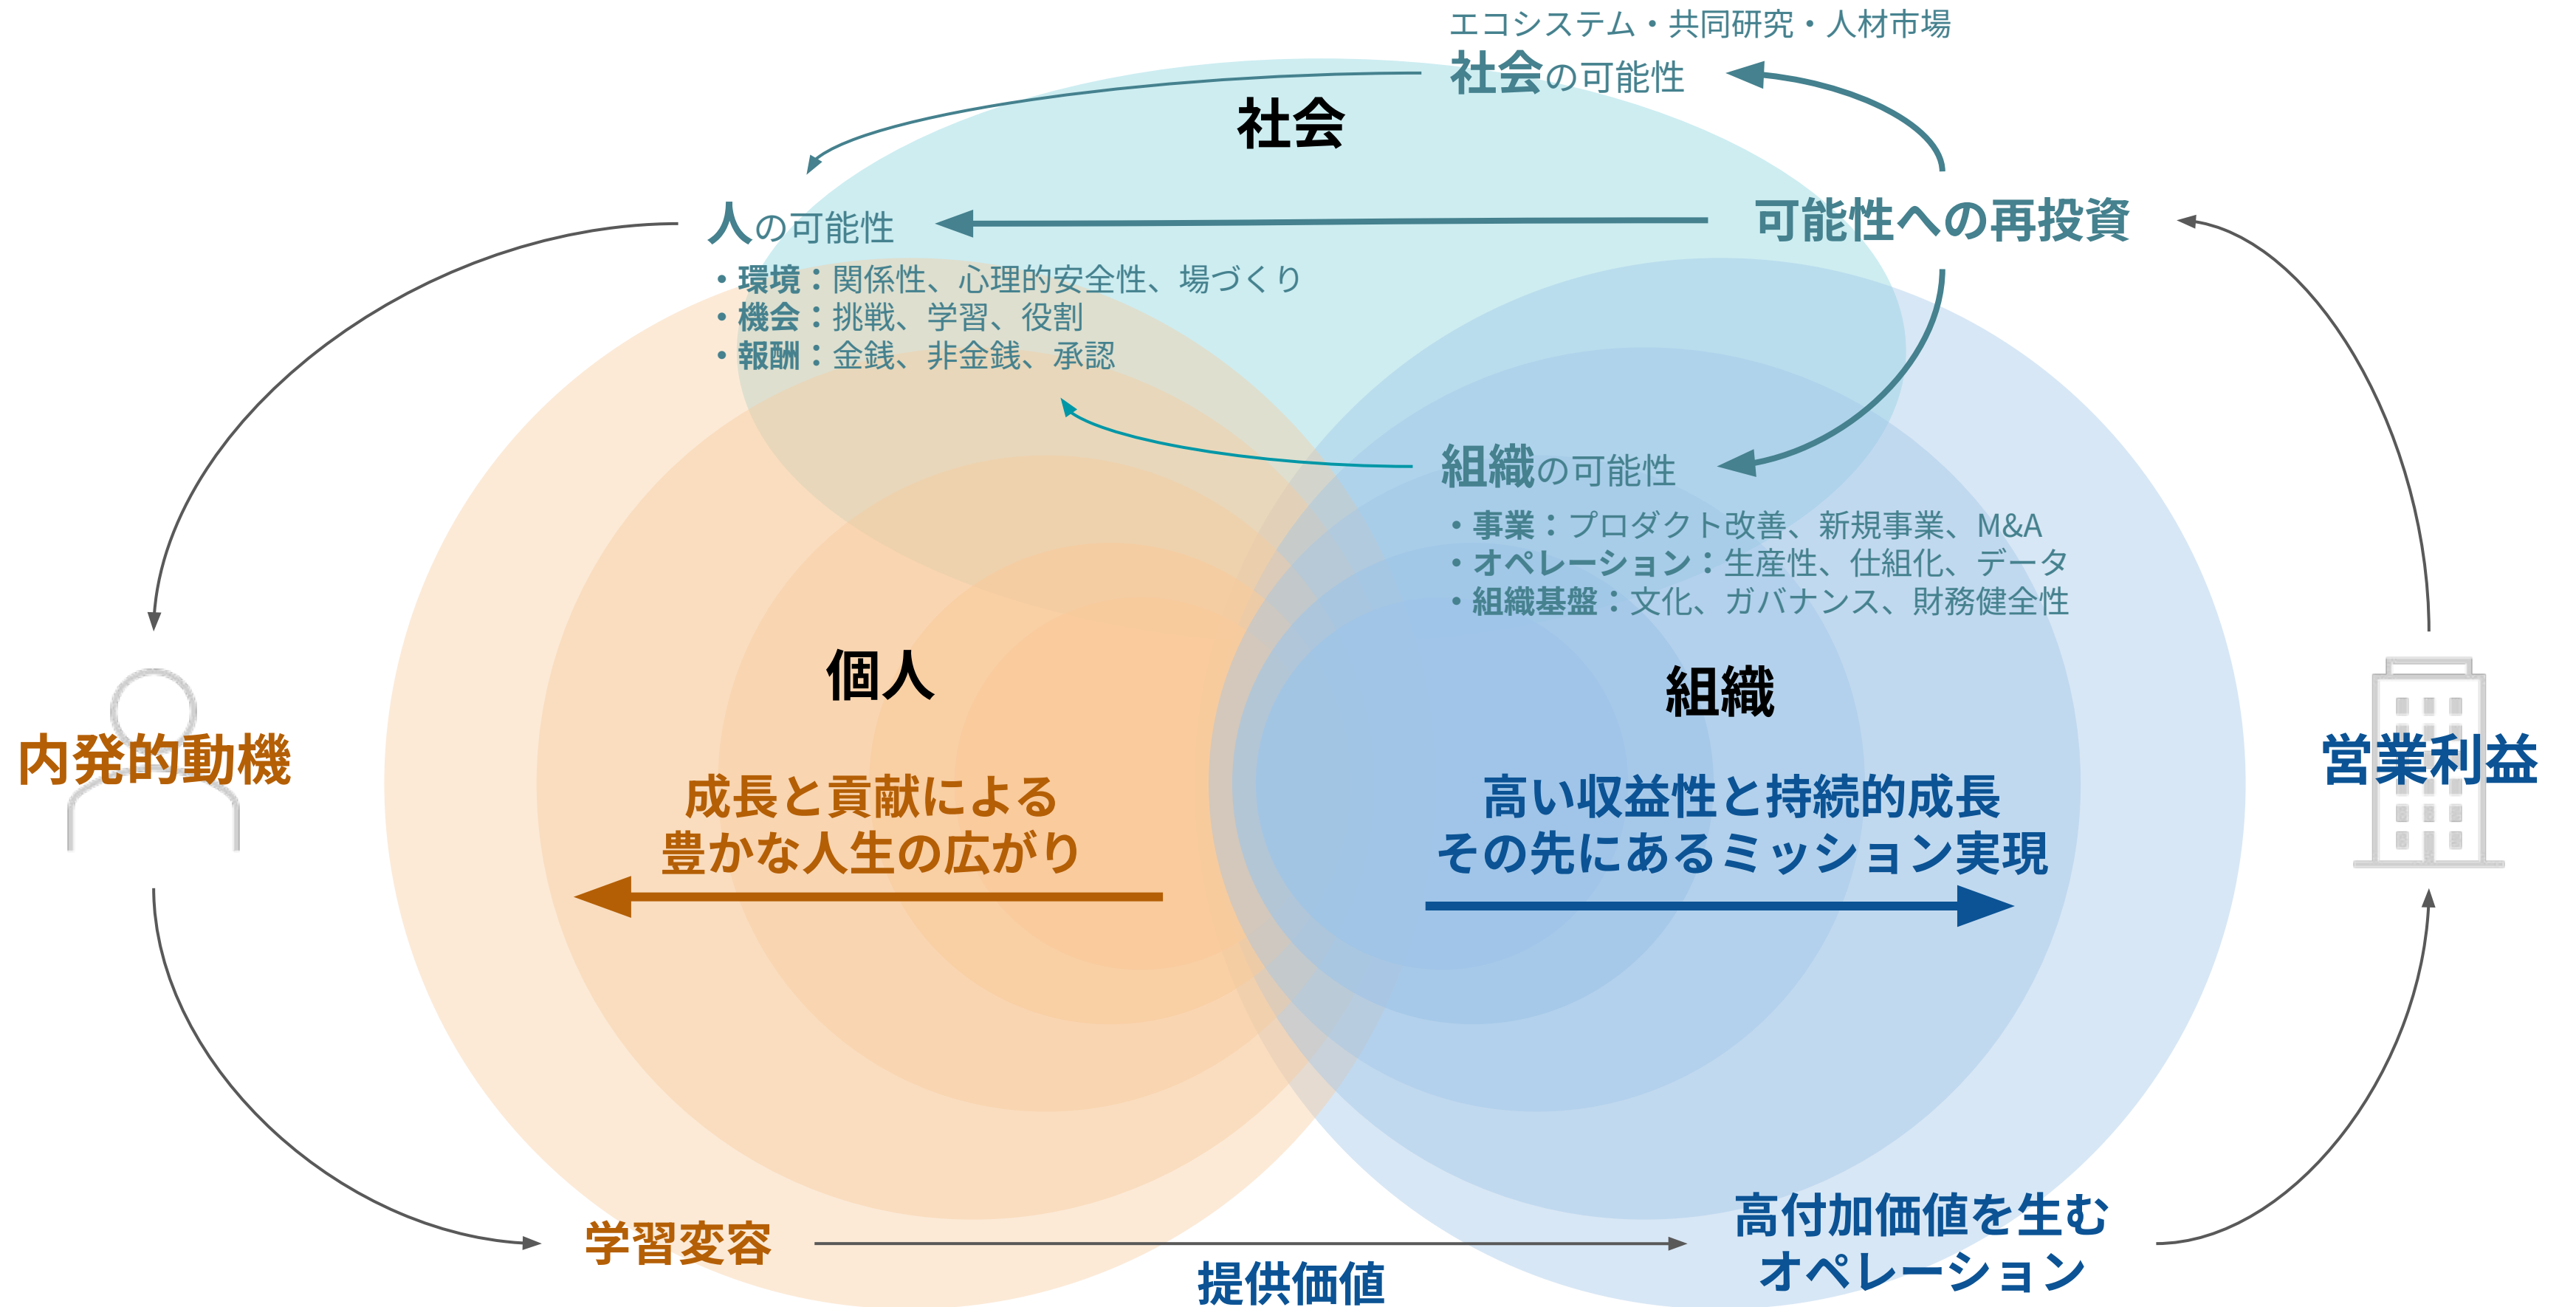 エコシステム・共同研究・人材市場
社会の可能性
社会
人の可能性
・環境：関係性、心理的安全性、場づくり
・機会：挑戦、学習、役割
・報酬：金銭、非金銭、承認
可能性への再投資
組織の可能性
・事業：プロダクト改善、新規事業、M&A
・オペレーション：生産性、仕組化、データ
・組織基盤：文化、ガバナンス、財務健全性
個人
組織
内発的動機
成長と貢献による
豊かな人生の広がり
高い収益性と持続的成長
その先にあるミッション実現
営業利益
学習変容
提供価値
高付加価値を生む
オペレーション